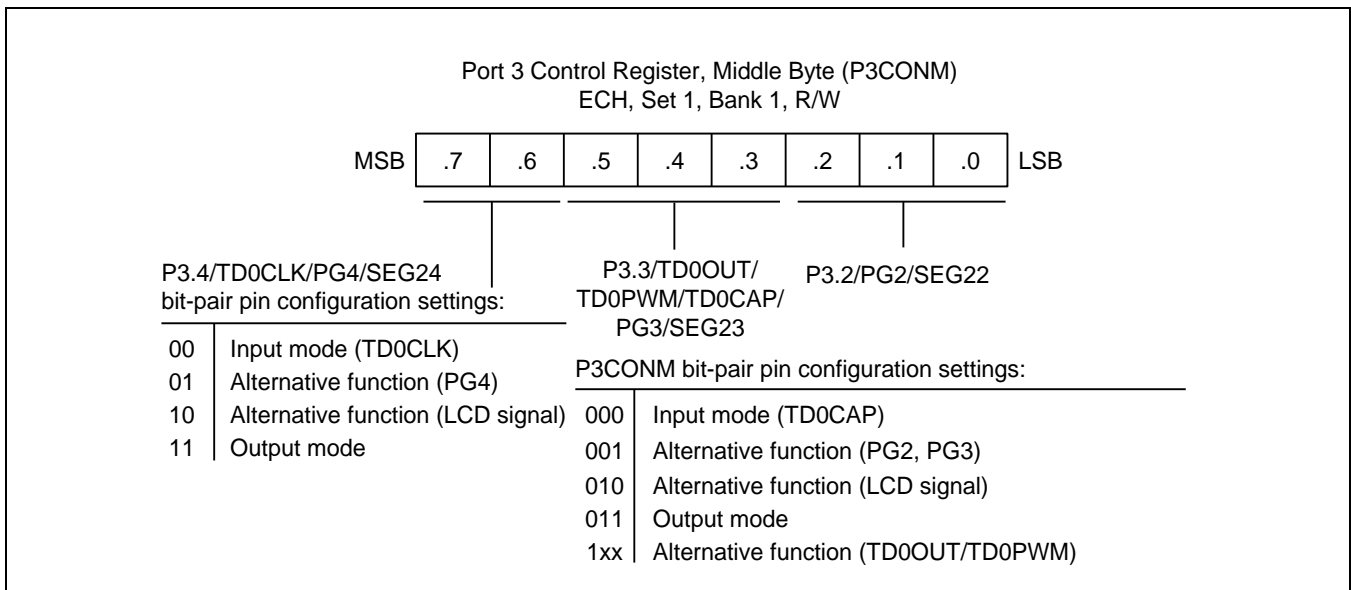 Port 3 Control Register, Middle Byte (P3CONM)
ECH, Set 1, Bank 1, R/W
MSB .7 .6 .5 .4 .3 .2 .1 .0 LSB
P3.4/TD0CLK/PG4/SEG24
bit-pair pin configuration settings:
00 Input mode (TD0CLK)
01 Alternative function (PG4)
10 Alternative function (LCD signal)
11 Output mode
P3.3/TD0OUT/
TD0PWM/TD0CAP/
PG3/SEG23
P3.2/PG2/SEG22
P3CONM bit-pair pin configuration settings:
000 Input mode (TD0CAP)
001 Alternative function (PG2, PG3)
010 Alternative function (LCD signal)
011 Output mode
1xx Alternative function (TD0OUT/TD0PWM)